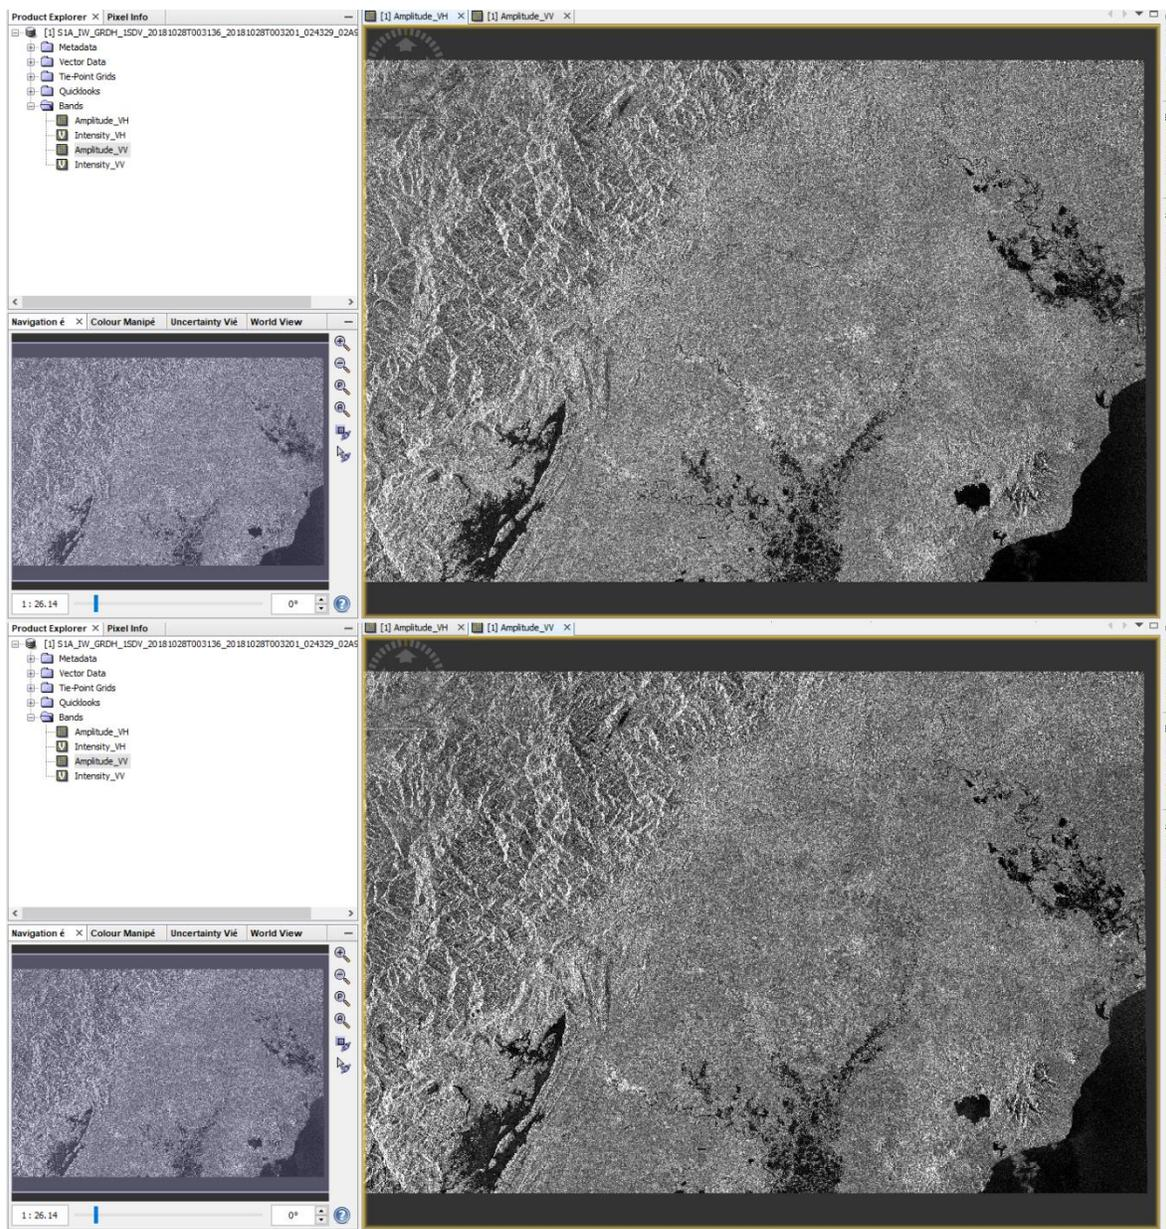 Product Explorer × Pixel Info
[1] Amplitude_VH × [1] Amplitude_VV ×
[1] S1A_IW_GRDH_1SDV_20181028T003136_20181028T003201_024329_02A9
Metadata
Vector Data
Tie-Point Grids
Quicklooks
Bands
Amplitude_VH
Intensity_VH
Amplitude_VV
Intensity_VV
Navigation é × Colour Manipé Uncertainty Vié World View
1 : 26.14 0°
Product Explorer × Pixel Info
[1] Amplitude_VH × [1] Amplitude_VV ×
[1] S1A_IW_GRDH_1SDV_20181028T003136_20181028T003201_024329_02A9
Metadata
Vector Data
Tie-Point Grids
Quicklooks
Bands
Amplitude_VH
Intensity_VH
Amplitude_VV
Intensity_VV
Navigation é × Colour Manipé Uncertainty Vié World View
1 : 26.14 0°